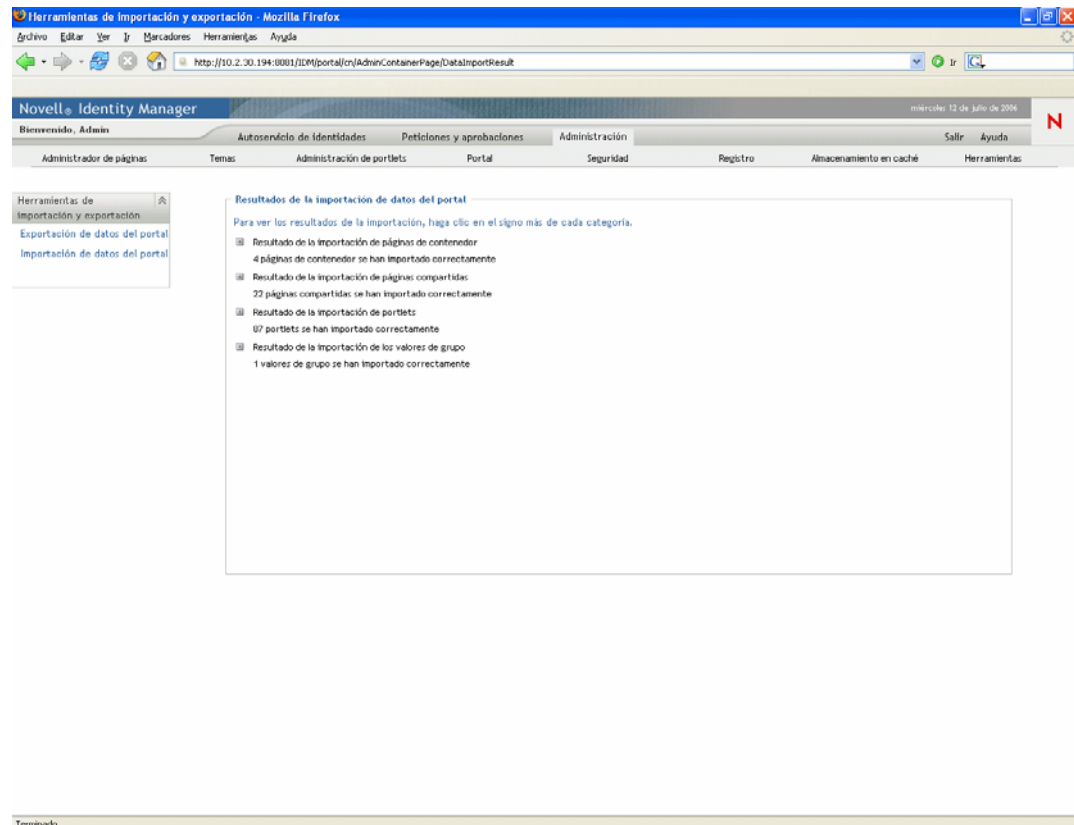 Herramientas de importación y exportación - Mozilla Firefox
Archivo Editar Ver Ir Marcadores Herramientas Ayuda
http://10.2.30.194:8081/IDM/portal/cn/AdminContainerPage/DataImportResult Ir
Novell® Identity Manager miércoles 12 de julio de 2006
N
Bienvenido, Admin Autoservicio de identidades Peticiones y aprobaciones Administración Salir Ayuda
Administrador de páginas Temas Administración de portlets Portal Seguridad Registro Almacenamiento en caché Herramientas
Herramientas de importación y exportación
Exportación de datos del portal
Importación de datos del portal
Resultados de la importación de datos del portal
Para ver los resultados de la importación, haga clic en el signo más de cada categoría.
Resultado de la importación de páginas de contenedor
4 páginas de contenedor se han importado correctamente
Resultado de la importación de páginas compartidas
22 páginas compartidas se han importado correctamente
Resultado de la importación de portlets
87 portlets se han importado correctamente
Resultado de la importación de los valores de grupo
1 valores de grupo se han importado correctamente
Terminado